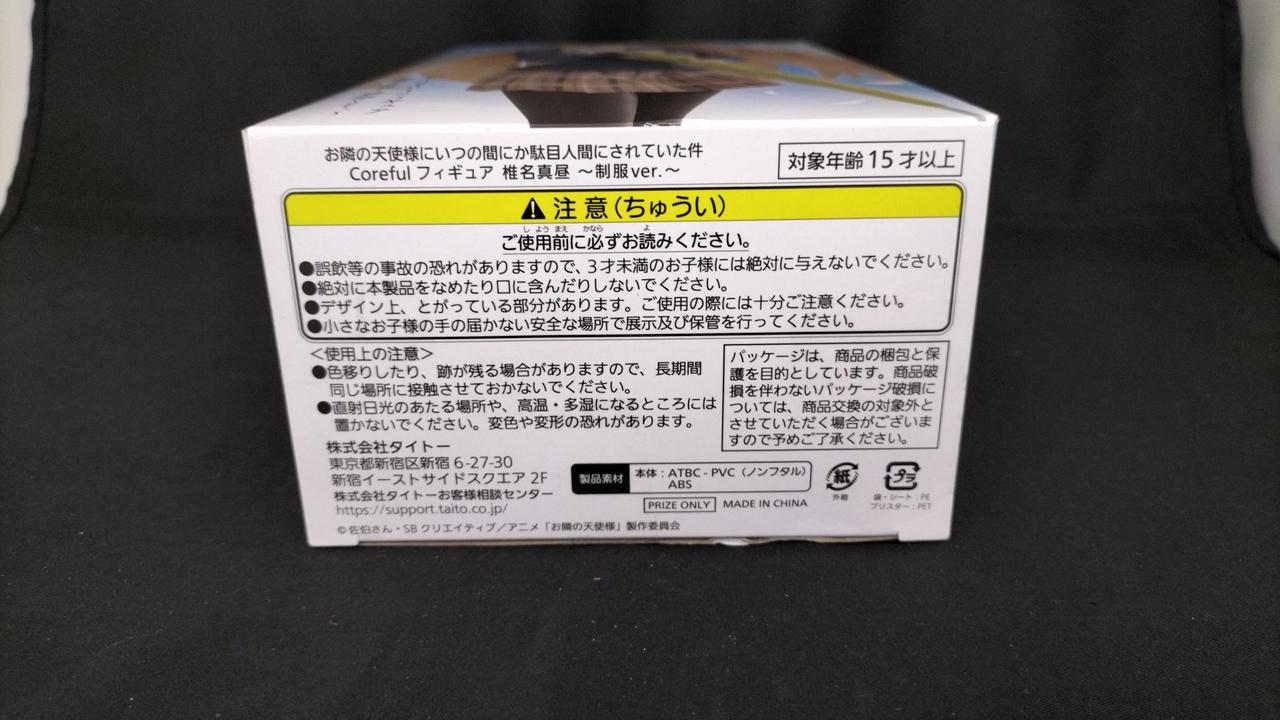 お隣の天使様にいつの間にか駄目人間にされていた件
Coreful フィギュア 椎名真昼 ～制服ver.～
対象年齢 15 才以上
注 意 (ちゅうい)
ご使用前に必ずお読みください。
●誤飲等の事故の恐れがありますので、3才未満のお子様には絶対に与えないでください。
●絶対に本製品をなめたり口に含んだりしないでください。
●デザイン上、とがっている部分があります。ご使用の際には十分ご注意ください。
●小さなお子様の手の届かない安全な場所で展示及び保管を行ってください。
＜使用上の注意＞
●色移りしたり、跡が残る場合がありますので、長期間
同じ場所に接触させておかないでください。
●直射日光のあたる場所や、高温・多湿になるところには
置かないでください。変色や変形の恐れがあります。
パッケージは、商品の梱包と保
護を目的としています。商品破
損を伴わないパッケージ破損に
ついては、商品交換の対象外と
させていただく場合がございま
すので予めご了承ください。
株式会社タイトー
東京都新宿区新宿 6-27-30
新宿イーストサイドスクエア 2F
株式会社タイトーお客様相談センター
https://support.taito.co.jp/
製品素材
本体：ATBC - PVC（ノンフタル）
ABS
PRIZE ONLY MADE IN CHINA
紙
外箱
プラ
袋・シート：PE
ブリスター：PET
©佐伯さん・SB クリエイティブ／アニメ「お隣の天使様」製作委員会